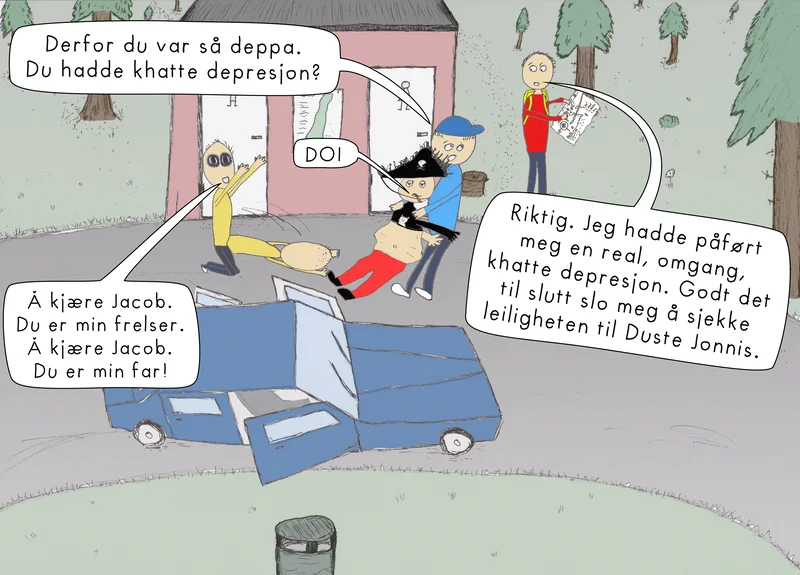 Derfor du var så deppa.
Du hadde khatte depresjon?
DOI
Riktig. Jeg hadde påført
meg en real, omgang,
khatte depresjon. Godt det
til slutt slo meg å sjekke
leiligheten til Duste Jonnis.
Å kjære Jacob.
Du er min frelser.
Å kjære Jacob.
Du er min far!